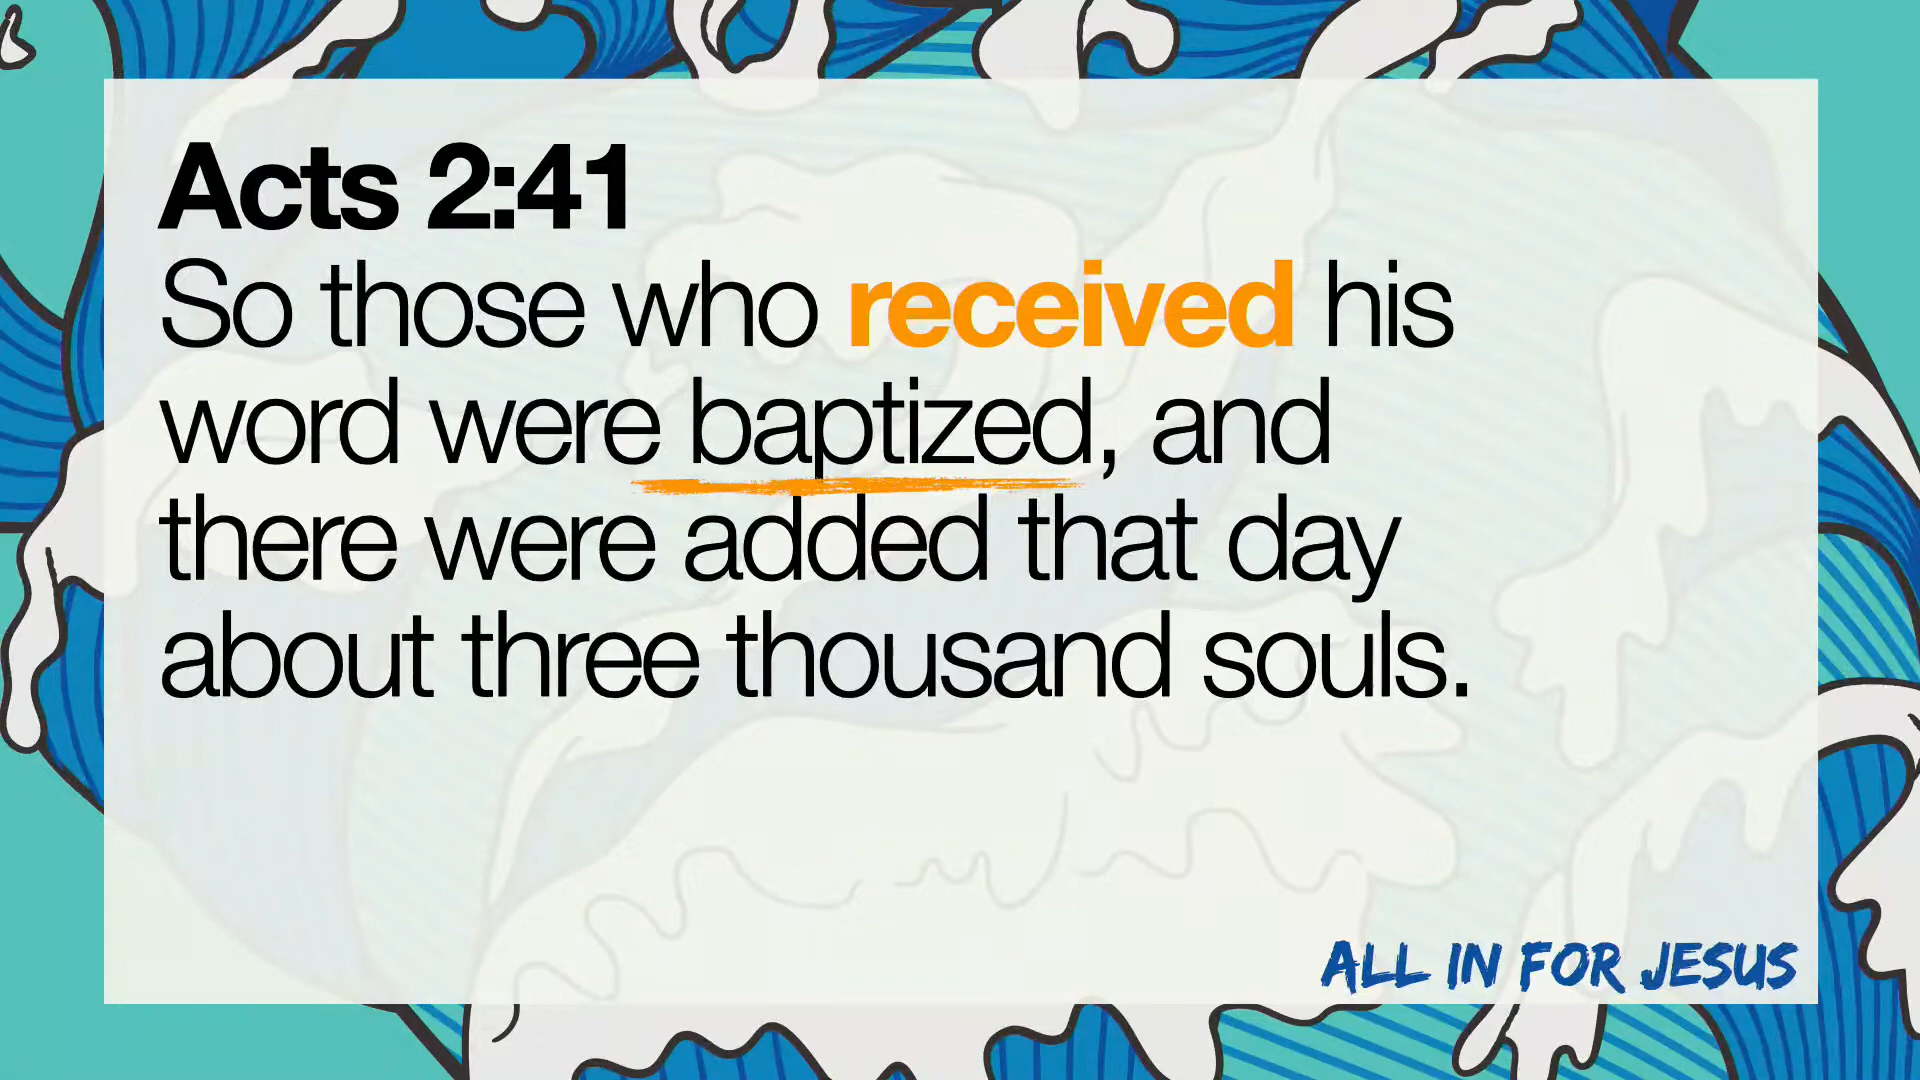 Acts 2:41
So those who received his
word were baptized, and
there were added that day
about three thousand souls.
ALL IN FOR JESUS